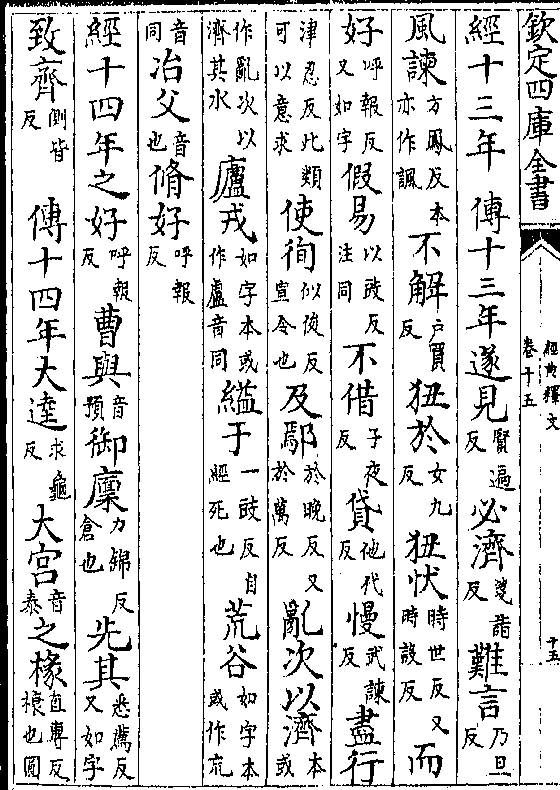 欽定四庫全書
經典釋文
卷十五
十五
經十三年 傳十三年遂見賢遍反必濟箋詣反難言乃旦反
風諫方鳳反本亦作諷不解戶買反狃於女九反狃忕時世反又時設反而
好呼報反又如字假易以豉反注同不借子夜反貸他代反慢武諫反盡行
津忍反此類可以意求使徇似俊反宣令也及鄢於晚反又於萬反亂次以濟本或
作亂次以濟其水廬戎如字本或作盧音同縊于一豉反自經死也荒谷如字本或作㡃
音同冶父音也脩好呼報反
經十四年之好呼報反曹與音預御廩力錦反倉也先其悉薦反又如字
致齊側皆反 傳十四年大逵求龜反大宮音泰之椽直專反榱也圓